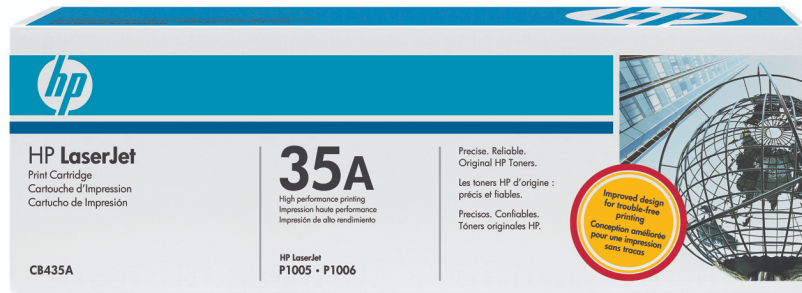 hp
HP LaserJet
Print Cartridge
Cartouche d'Impression
Cartucho de Impresión
CB435A
35A
High performance printing
Impression haute performance
Impresión de alto rendimiento
HP LaserJet
P1005 • P1006
Precise. Reliable.
Original HP Toners.
Les toners HP d'origine :
précis et fiables.
Precisos. Confiables.
Tóners originales HP.
Improved design
for trouble-free
printing
Conception améliorée
pour une impression
sans tracas